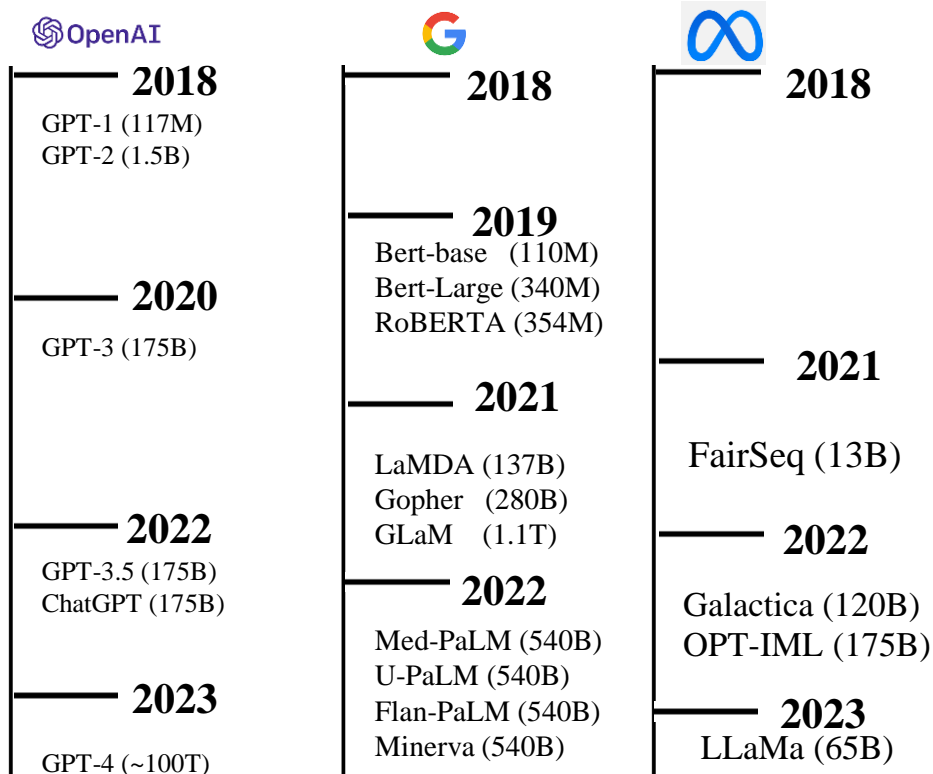 OpenAI
2018
GPT-1 (117M)
GPT-2 (1.5B)
2020
GPT-3 (175B)
2022
GPT-3.5 (175B)
ChatGPT (175B)
2023
GPT-4 (~100T)
G
2018
2019
Bert-base (110M)
Bert-Large (340M)
RoBERTA (354M)
2021
LaMDA (137B)
Gopher (280B)
GLaM (1.1T)
2022
Med-PaLM (540B)
U-PaLM (540B)
Flan-PaLM (540B)
Minerva (540B)
2018
2021
FairSeq (13B)
2022
Galactica (120B)
OPT-IML (175B)
2023
LLaMa (65B)